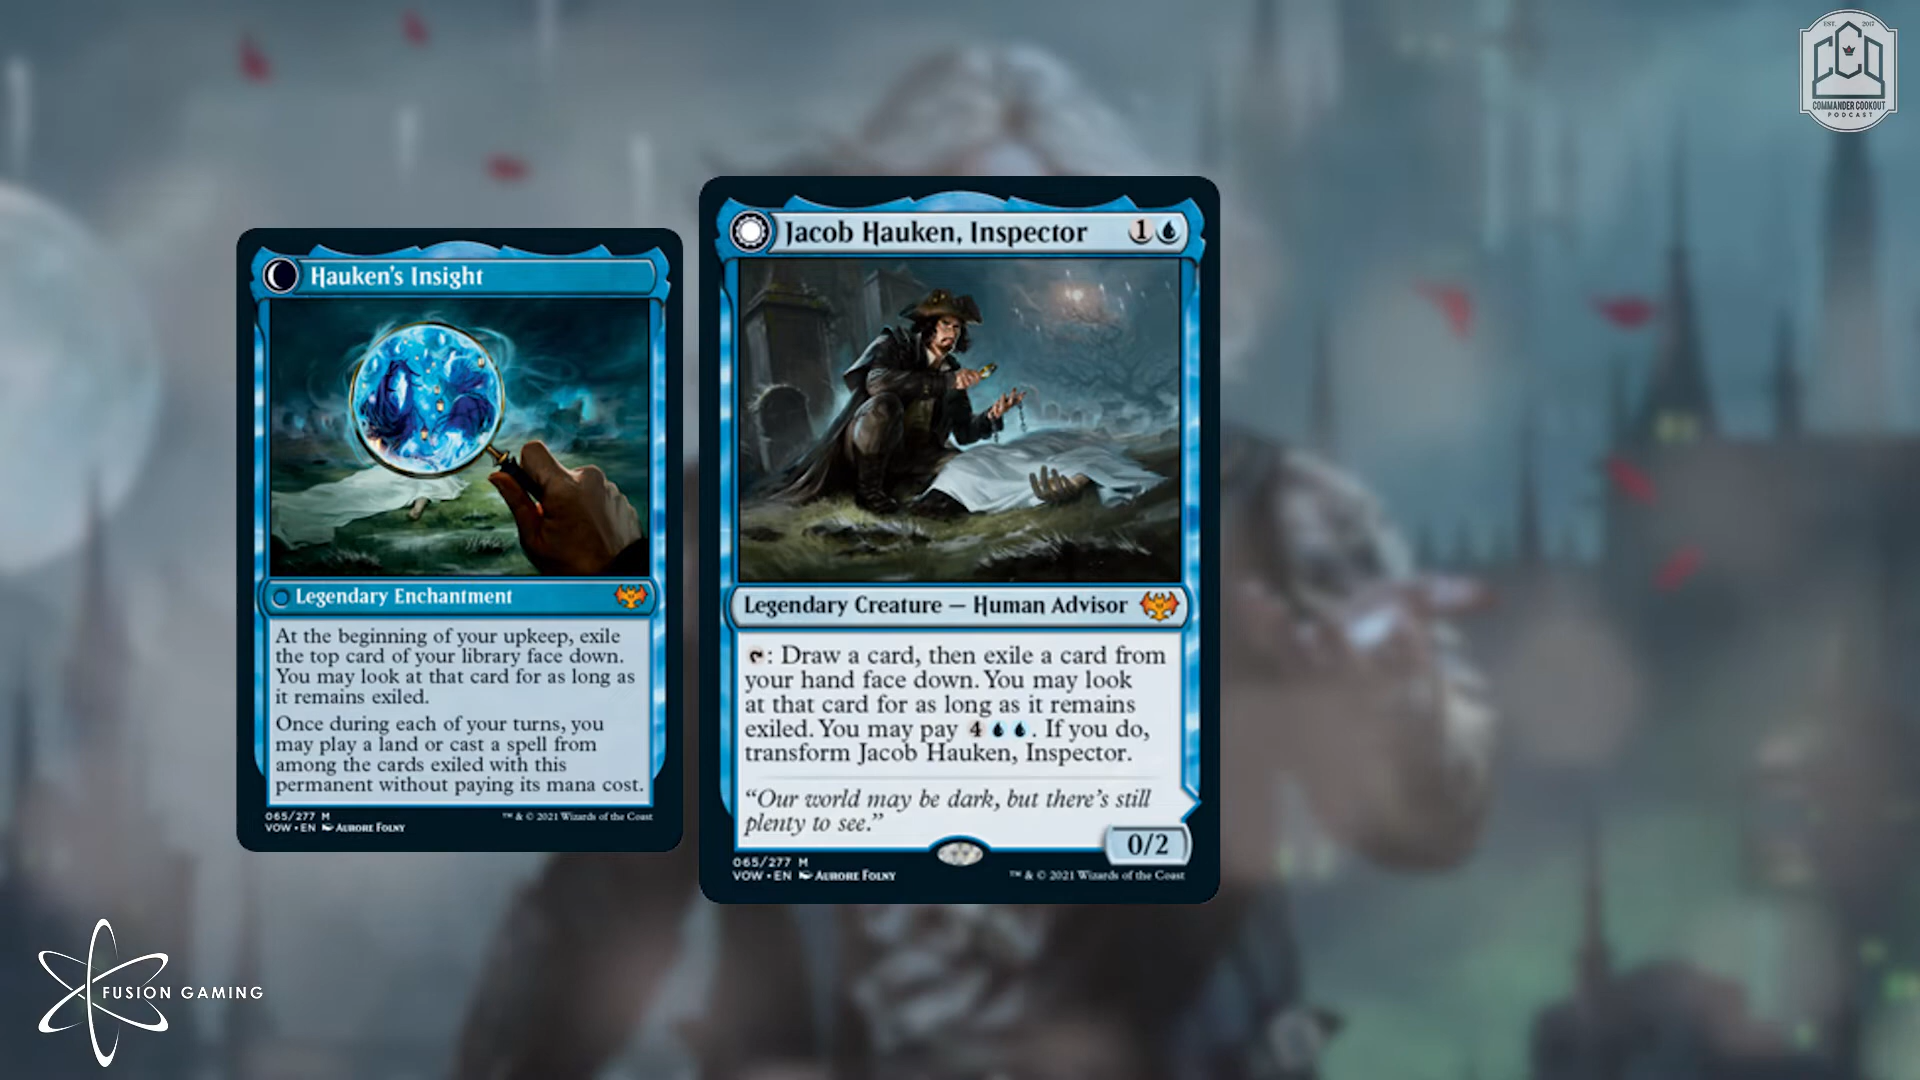 EST. 2017
CCO
COMMANDER COOKOUT
PODCAST
Hauken's Insight
Legendary Enchantment
At the beginning of your upkeep, exile
the top card of your library face down.
You may look at that card for as long as
it remains exiled.
Once during each of your turns, you
may play a land or cast a spell from
among the cards exiled with this
permanent without paying its mana cost.
065/277 M
VOW • EN Aurore Folny
™ & © 2021 Wizards of the Coast
Jacob Hauken, Inspector 1
Legendary Creature — Human Advisor
: Draw a card, then exile a card from
your hand face down. You may look
at that card for as long as it remains
exiled. You may pay 4 . If you do,
transform Jacob Hauken, Inspector.
“Our world may be dark, but there's still
plenty to see.”
0/2
065/277 M
VOW • EN Aurore Folny
™ & © 2021 Wizards of the Coast
FUSION GAMING